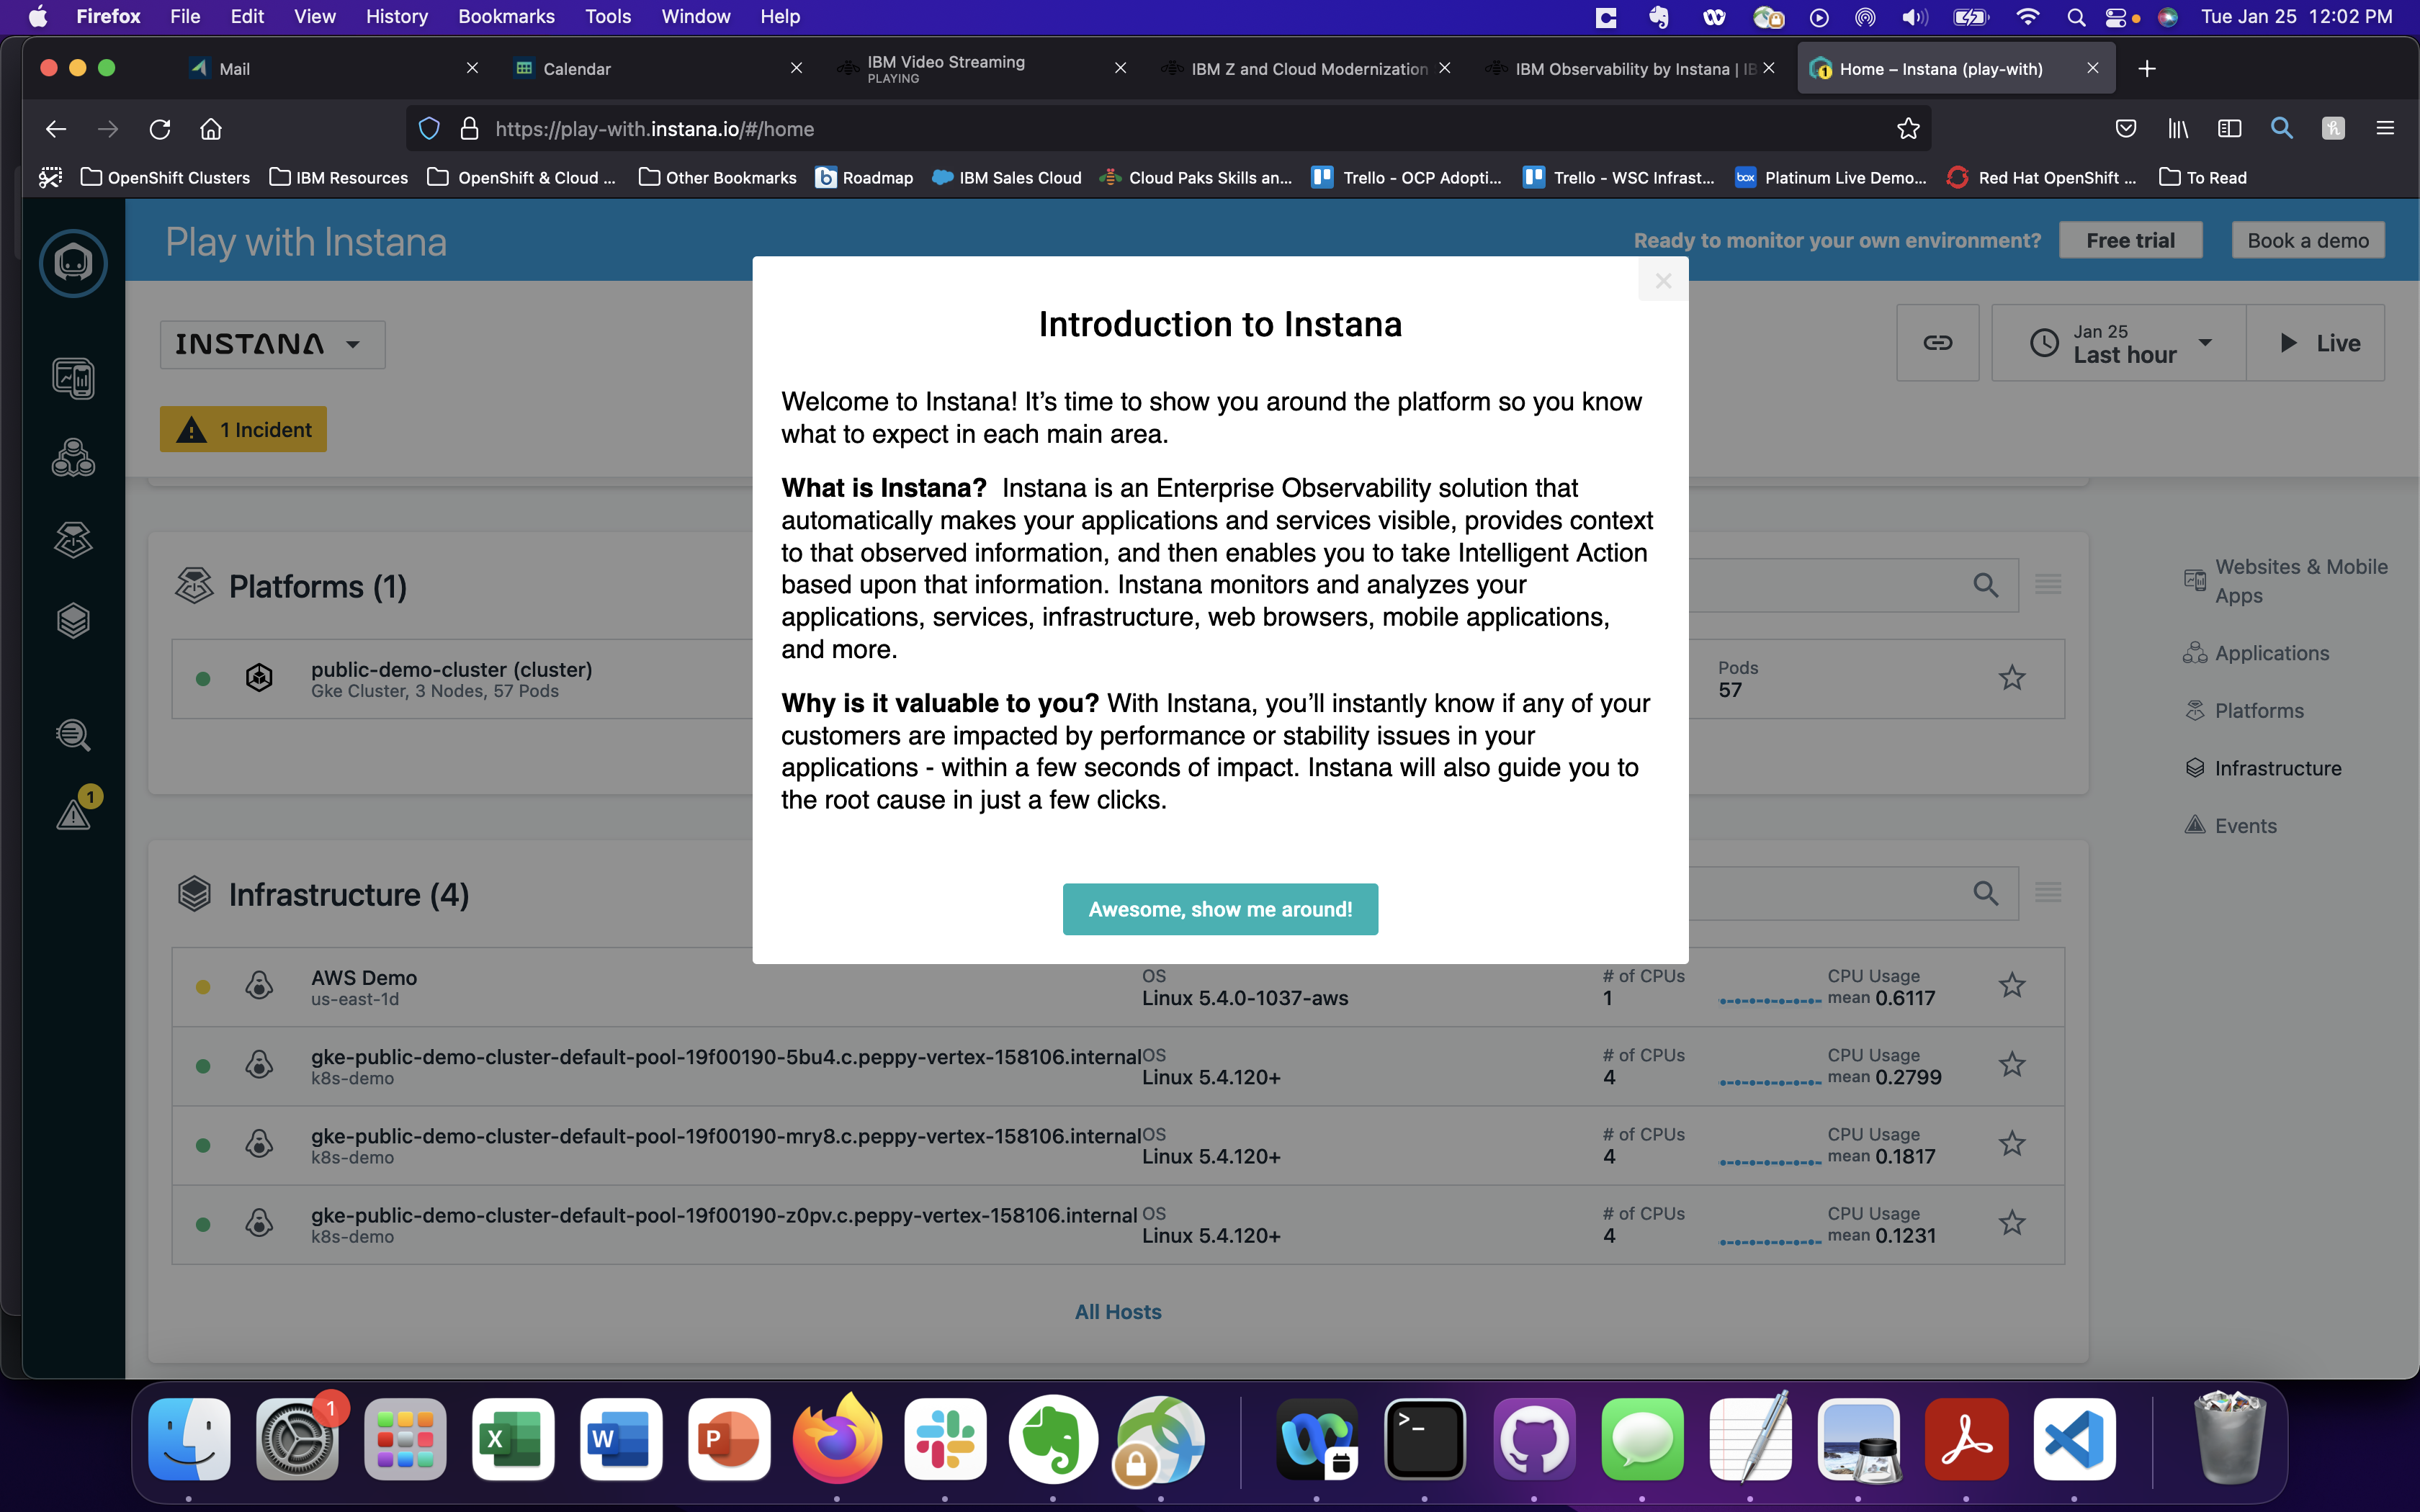 Firefox File Edit View History Bookmarks Tools Window Help Tue Jan 25 12:02 PM
Mail
Calendar
IBM Video Streaming
PLAYING
IBM Z and Cloud Modernization
IBM Observability by Instana | IB
1
Home – Instana (play-with)
https://play-with.instana.io/#/home
OpenShift Clusters IBM Resources OpenShift & Cloud ... Other Bookmarks Roadmap IBM Sales Cloud Cloud Paks Skills an... Trello - OCP Adopti... Trello - WSC Infrast... box Platinum Live Demo... Red Hat OpenShift ... To Read
Play with Instana
Ready to monitor your own environment? Free trial Book a demo
INSTANA
Jan 25
Last hour
Live
1 Incident
Introduction to Instana
Welcome to Instana! It’s time to show you around the platform so you know
what to expect in each main area.
What is Instana? Instana is an Enterprise Observability solution that
automatically makes your applications and services visible, provides context
to that observed information, and then enables you to take Intelligent Action
based upon that information. Instana monitors and analyzes your
applications, services, infrastructure, web browsers, mobile applications,
and more.
Why is it valuable to you? With Instana, you’ll instantly know if any of your
customers are impacted by performance or stability issues in your
applications - within a few seconds of impact. Instana will also guide you to
the root cause in just a few clicks.
Awesome, show me around!
Platforms (1)
public-demo-cluster (cluster)
Gke Cluster, 3 Nodes, 57 Pods
Pods
57
1
Websites & Mobile
Apps
Applications
Platforms
Infrastructure
Events
Infrastructure (4)
AWS Demo
us-east-1d
OS
Linux 5.4.0-1037-aws
# of CPUs
1
CPU Usage
mean 0.6117
gke-public-demo-cluster-default-pool-19f00190-5bu4.c.peppy-vertex-158106.internal
k8s-demo
OS
Linux 5.4.120+
# of CPUs
4
CPU Usage
mean 0.2799
gke-public-demo-cluster-default-pool-19f00190-mry8.c.peppy-vertex-158106.internal
k8s-demo
OS
Linux 5.4.120+
# of CPUs
4
CPU Usage
mean 0.1817
gke-public-demo-cluster-default-pool-19f00190-z0pv.c.peppy-vertex-158106.internal
k8s-demo
OS
Linux 5.4.120+
# of CPUs
4
CPU Usage
mean 0.1231
All Hosts
1
X
W
P